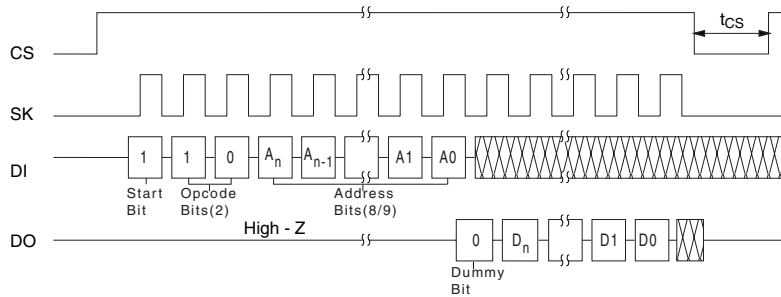 CS
tCS
SK
DI
1 1 0 An An-1 A1 A0
Start Bit
Opcode Bits(2)
Address Bits(8/9)
DO
High - Z
0 Dn D1 D0
Dummy Bit